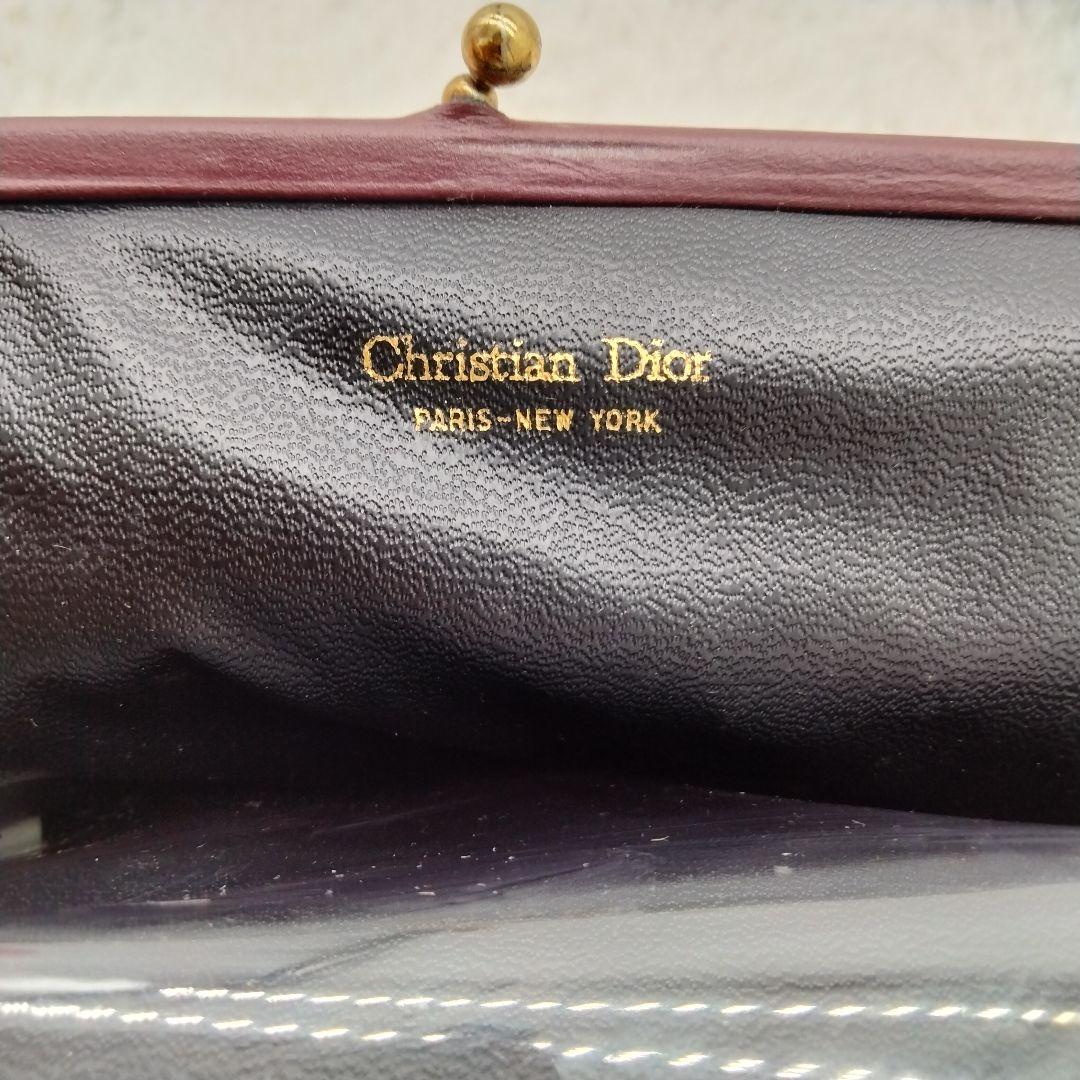 Christian Dior
PARIS-NEW YORK